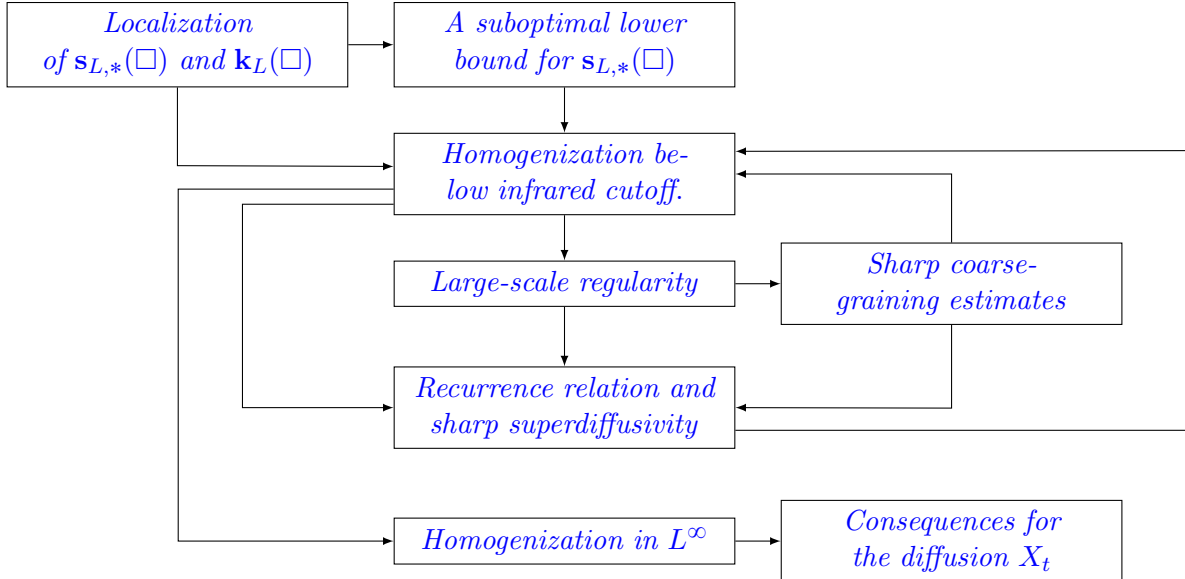 Localization
of 𝐬_{L,∗}(□) and 𝐤_L(□)
A suboptimal lower
bound for 𝐬_{L,∗}(□)
Homogenization be-
low infrared cutoff.
Large-scale regularity
Sharp coarse-
graining estimates
Recurrence relation and
sharp superdiffusivity
Homogenization in L^∞
Consequences for
the diffusion X_t